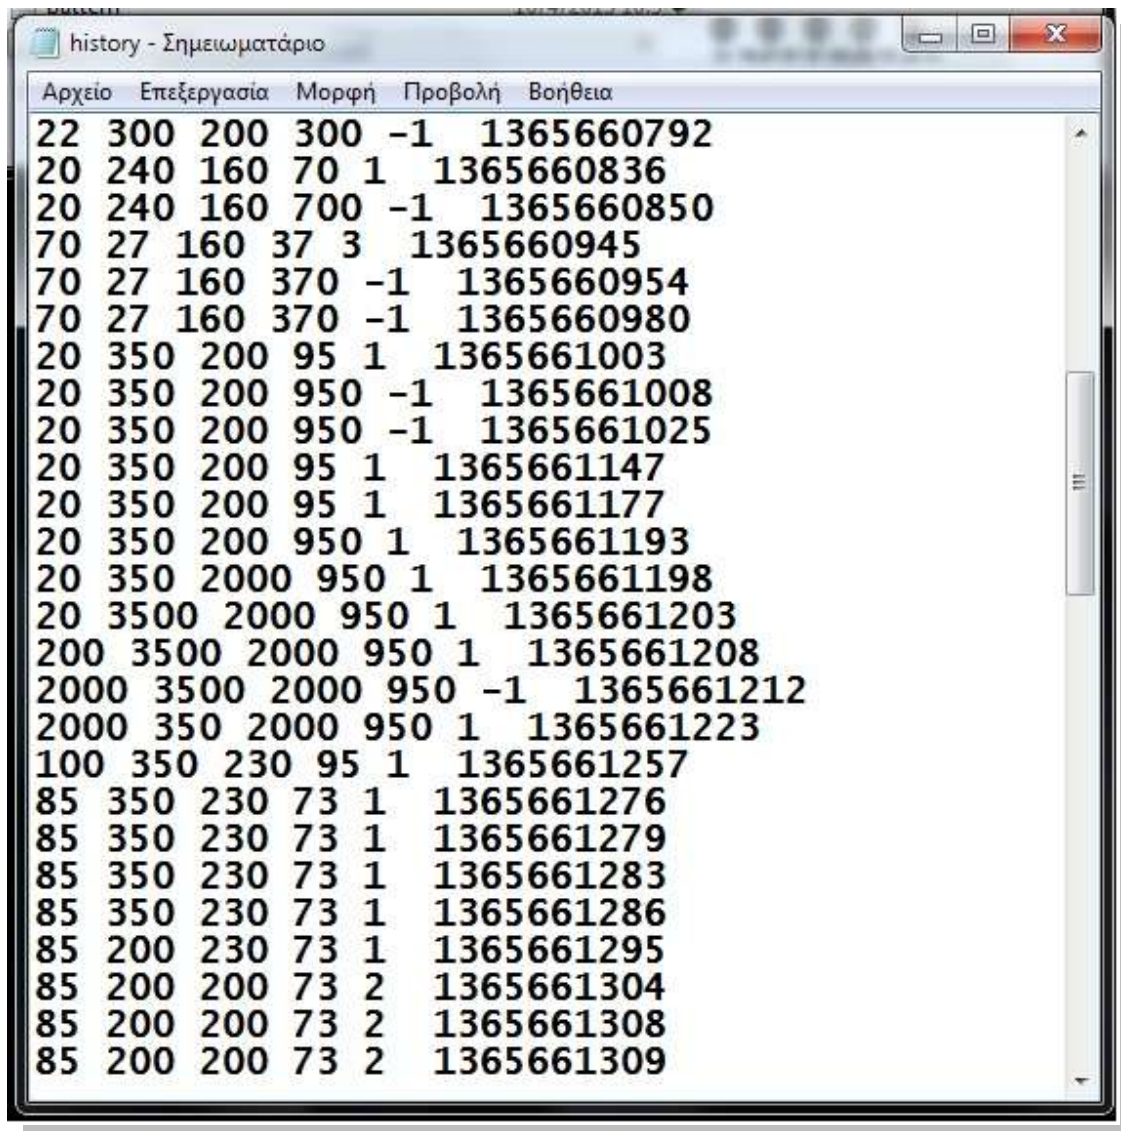 history - Σημειωματάριο
Αρχείο Επεξεργασία Μορφή Προβολή Βοήθεια
22 300 200 300 -1 1365660792
20 240 160 70 1 1365660836
20 240 160 700 -1 1365660850
70 27 160 37 3 1365660945
70 27 160 370 -1 1365660954
70 27 160 370 -1 1365660980
20 350 200 95 1 1365661003
20 350 200 950 -1 1365661008
20 350 200 950 -1 1365661025
20 350 200 95 1 1365661147
20 350 200 95 1 1365661177
20 350 200 950 1 1365661193
20 350 2000 950 1 1365661198
20 3500 2000 950 1 1365661203
200 3500 2000 950 1 1365661208
2000 3500 2000 950 -1 1365661212
2000 350 2000 950 1 1365661223
100 350 230 95 1 1365661257
85 350 230 73 1 1365661276
85 350 230 73 1 1365661279
85 350 230 73 1 1365661283
85 350 230 73 1 1365661286
85 200 230 73 1 1365661295
85 200 200 73 2 1365661304
85 200 200 73 2 1365661308
85 200 200 73 2 1365661309